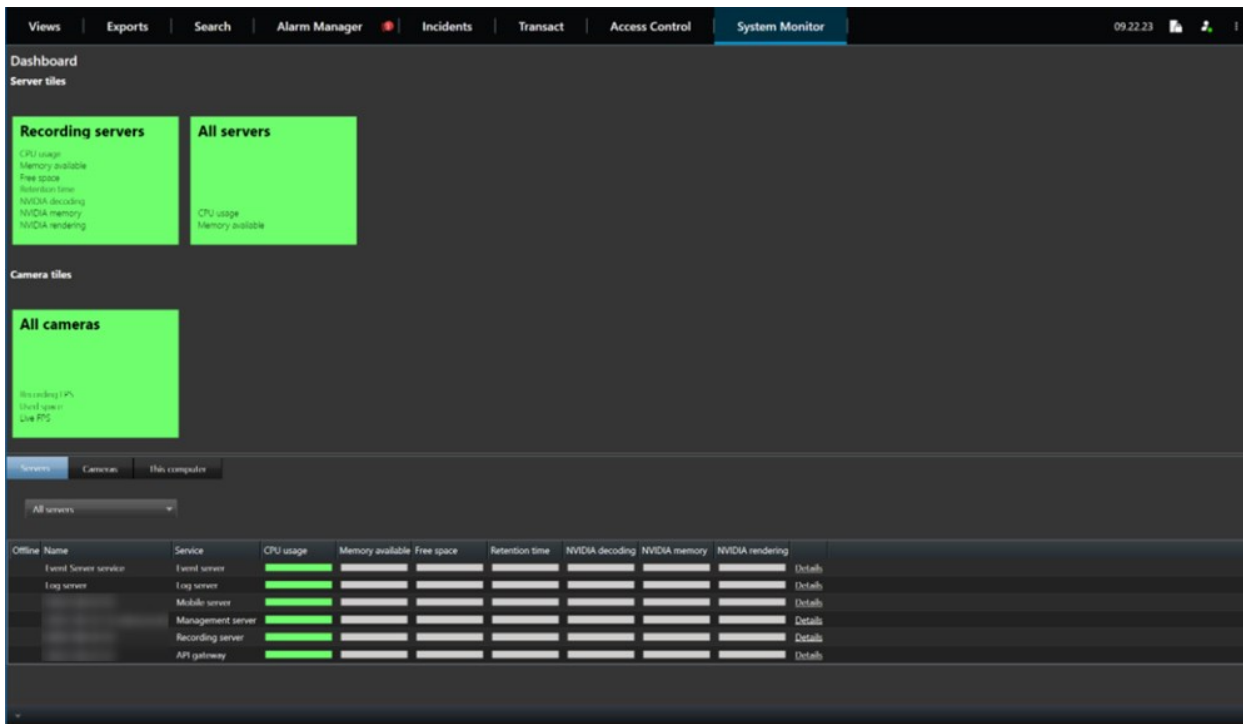 Views Exports Search Alarm Manager Incidents Transact Access Control System Monitor 09.22.23
Dashboard
Server tiles
Recording servers
CPU usage
Memory available
Free space
Retention time
NVIDIA decoding
NVIDIA memory
NVIDIA rendering
All servers
CPU usage
Memory available
Camera tiles
All cameras
Recording FPS
Used space
Live FPS
Servers Cameras This computer
All servers
Offline Name Service CPU usage Memory available Free space Retention time NVIDIA decoding NVIDIA memory NVIDIA rendering
Event Server service Event server Details
Log server Log server Details
Mobile server Details
Management server Details
Recording server Details
API gateway Details